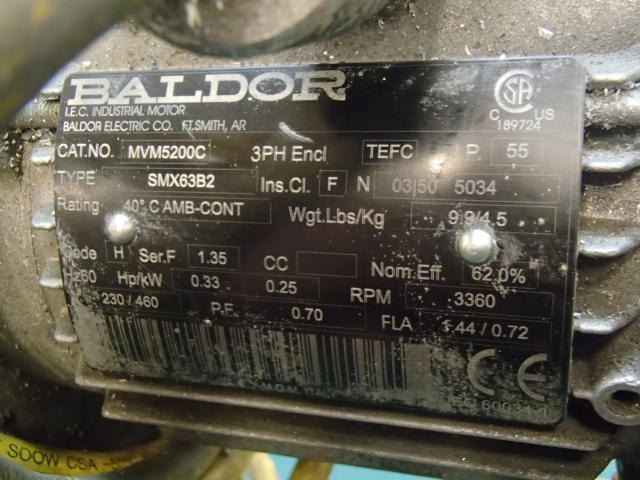 BALDOR
I.E.C. INDUSTRIAL MOTOR
BALDOR ELECTRIC CO. FT.SMITH, AR
C SA US
189724
CAT.NO. MVM5200C 3PH Encl TEFC I.P. 55
TYPE SMX63B2 Ins.Cl. F N 03|50 5034
Rating 40° C AMB-CONT Wgt.Lbs/Kg 9.9/4.5
Code H Ser.F 1.35 CC Nom.Eff. 62.0%
Hz60 Hp/kW 0.33 0.25 RPM 3360
230 / 460 P.F. 0.70 FLA 1.44 / 0.72
CE
60034-1
SOOW CSA